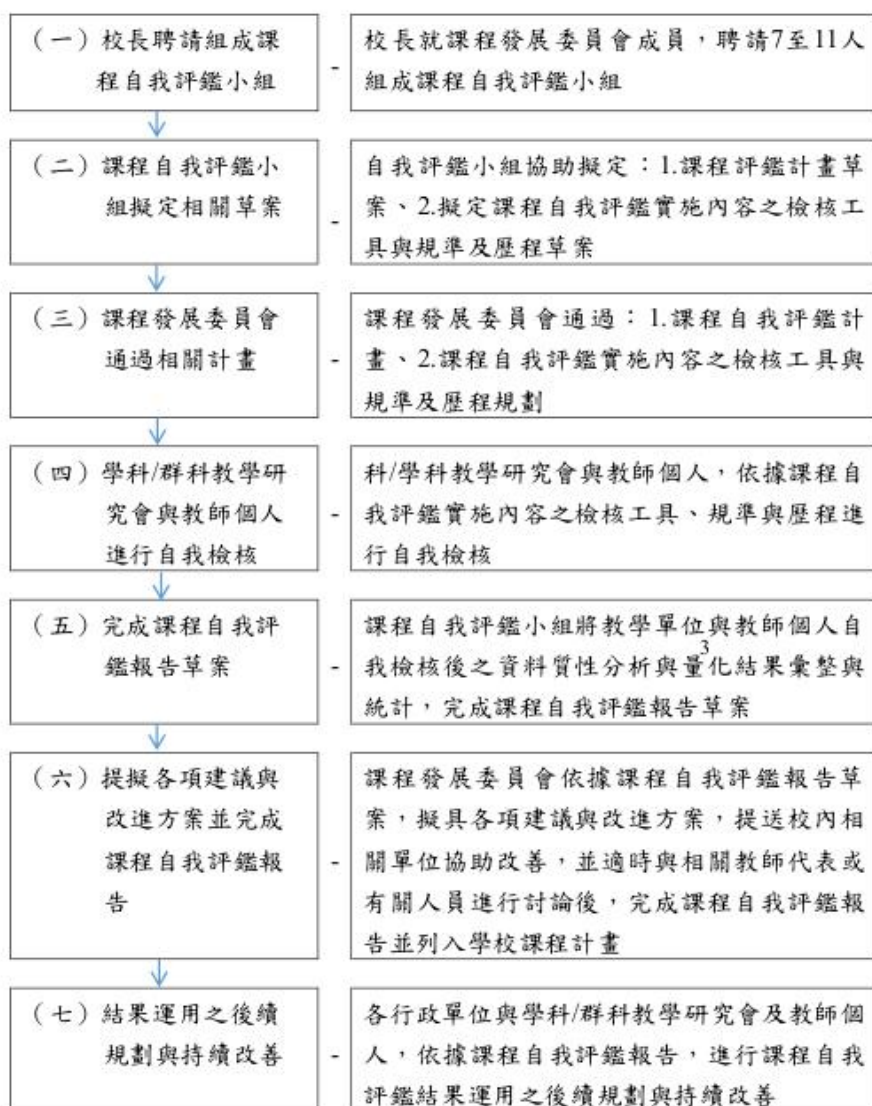 （一）校長聘請組成課
程自我評鑑小組
-
校長就課程發展委員會成員，聘請7至11人
組成課程自我評鑑小組
（二）課程自我評鑑小
組擬定相關草案
-
自我評鑑小組協助擬定：1.課程評鑑計畫草
案、2.擬定課程自我評鑑實施內容之檢核工
具與規準及歷程草案
（三）課程發展委員會
通過相關計畫
-
課程發展委員會通過：1.課程自我評鑑計
畫、2.課程自我評鑑實施內容之檢核工具與
規準及歷程規劃
（四）學科/群科教學研
究會與教師個人
進行自我檢核
-
科/學科教學研究會與教師個人，依據課程自
我評鑑實施內容之檢核工具、規準與歷程進
行自我檢核
（五）完成課程自我評
鑑報告草案
-
課程自我評鑑小組將教學單位與教師個人自
3
我檢核後之資料質性分析與量化結果彙整與
統計，完成課程自我評鑑報告草案
（六）提擬各項建議與
改進方案並完成
課程自我評鑑報
告
-
課程發展委員會依據課程自我評鑑報告草
案，擬具各項建議與改進方案，提送校內相
關單位協助改善，並適時與相關教師代表或
有關人員進行討論後，完成課程自我評鑑報
告並列入學校課程計畫
（七）結果運用之後續
規劃與持續改善
-
各行政單位與學科/群科教學研究會及教師個
人，依據課程自我評鑑報告，進行課程自我
評鑑結果運用之後續規劃與持續改善